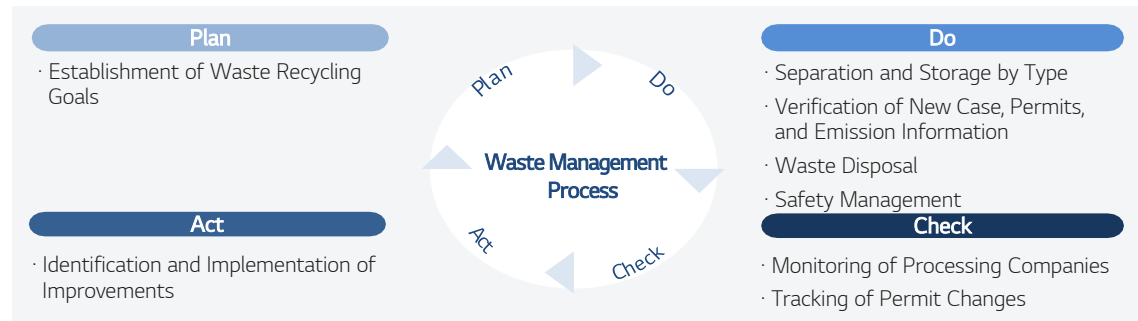 Plan
· Establishment of Waste Recycling
Goals
Act
· Identification and Implementation of
Improvements
Plan
Do
Waste Management
Process
Act
Check
Do
· Separation and Storage by Type
· Verification of New Case, Permits,
and Emission Information
· Waste Disposal
· Safety Management
Check
· Monitoring of Processing Companies
· Tracking of Permit Changes